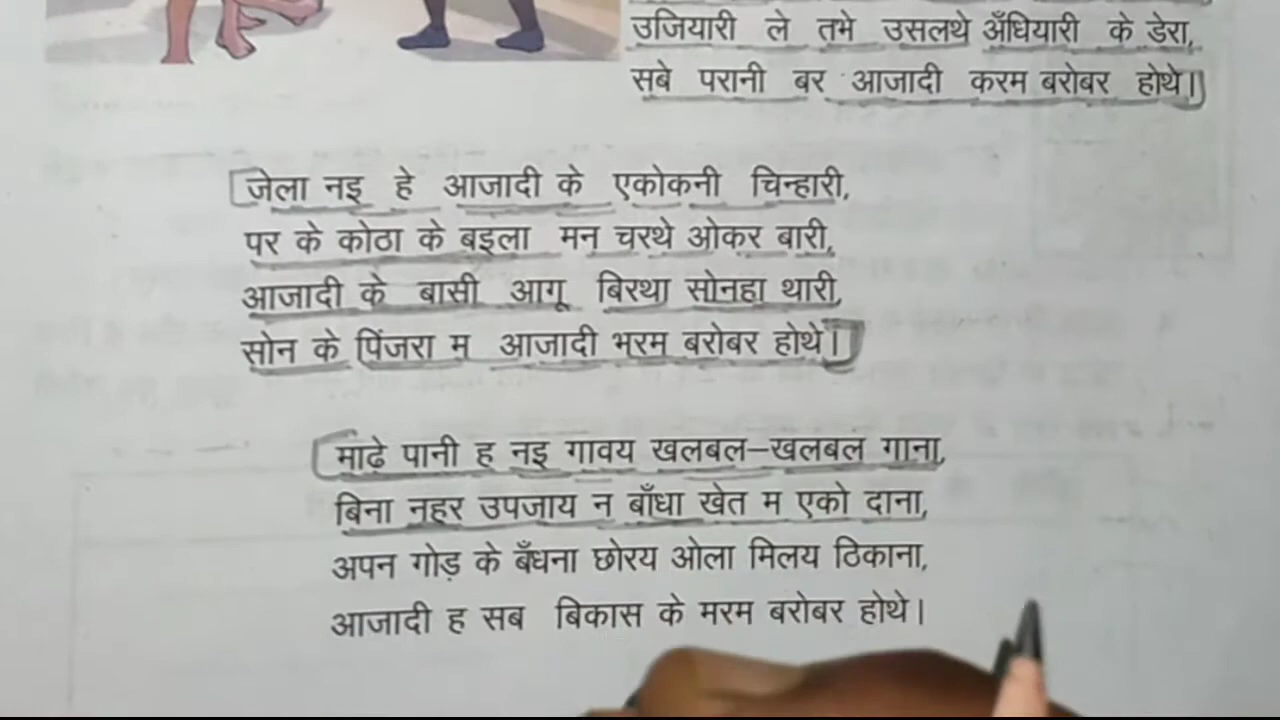 उजियारी ले तभे उसलथे अँधियारी के डेरा,
सबे परानी बर आजादी करम बरोबर होथे।
जेला नइ हे आजादी के एकोकनी चिन्हारी,
पर के कोठा के बइला मन चरथे ओकर बारी,
आजादी के बासी आगू बिरथा सोनहा थारी,
सोन के पिंजरा म आजादी भरम बरोबर होथे।
माढ़े पानी ह नइ गावय खलबल–खलबल गाना,
बिना नहर उपजाय न बाँधा खेत म एको दाना,
अपन गोड़ के बँधना छोरय ओला मिलय ठिकाना,
आजादी ह सब बिकास के मरम बरोबर होथे।